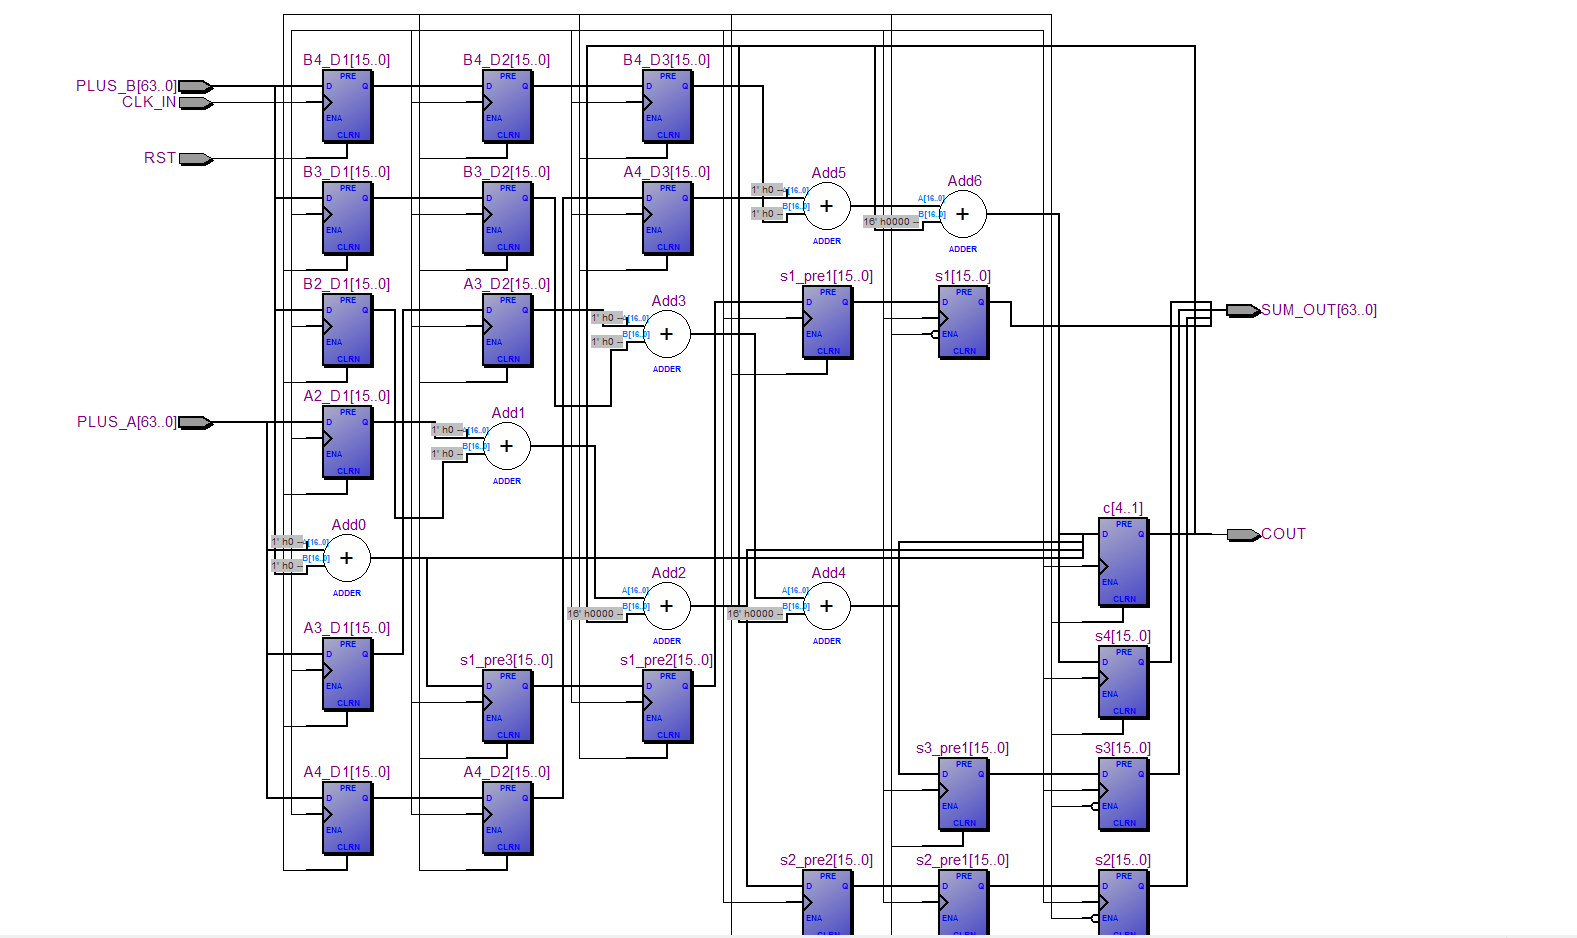 B4_D1[15..0] B4_D2[15..0] B4_D3[15..0]
PLUS_B[63..0] PRE D Q ENA CLRN PRE D Q ENA CLRN PRE D Q ENA CLRN
CLK_IN
RST
B3_D1[15..0] B3_D2[15..0] A4_D3[15..0] Add5 Add6
PRE D Q ENA CLRN PRE D Q ENA CLRN PRE D Q ENA CLRN
1' h0 -- A[16..0] 1' h0 -- B[16..0] + ADDER
A[16..0] 16' h0000 -- B[16..0] + ADDER
B2_D1[15..0] A3_D2[15..0] Add3 s1_pre1[15..0] s1[15..0]
PRE D Q ENA CLRN PRE D Q ENA CLRN
1' h0 -- A[16..0] 1' h0 -- B[16..0] + ADDER
PRE D Q ENA CLRN PRE D Q ENA CLRN
SUM_OUT[63..0]
A2_D1[15..0] Add1
PLUS_A[63..0] PRE D Q ENA CLRN
1' h0 -- A[16..0] 1' h0 -- B[16..0] + ADDER
Add0 c[4..1]
1' h0 -- A[16..0] 1' h0 -- B[16..0] + ADDER
PRE D Q ENA CLRN
COUT
Add2 Add4
A[16..0] 16' h0000 -- B[16..0] + ADDER
A[16..0] 16' h0000 -- B[16..0] + ADDER
A3_D1[15..0] s1_pre3[15..0] s1_pre2[15..0] s4[15..0]
PRE D Q ENA CLRN PRE D Q ENA CLRN PRE D Q ENA CLRN PRE D Q ENA CLRN
A4_D1[15..0] A4_D2[15..0] s3_pre1[15..0] s3[15..0]
PRE D Q ENA CLRN PRE D Q ENA CLRN PRE D Q ENA CLRN PRE D Q ENA CLRN
s2_pre2[15..0] s2_pre1[15..0] s2[15..0]
PRE D Q ENA CLRN PRE D Q ENA CLRN PRE D Q ENA CLRN